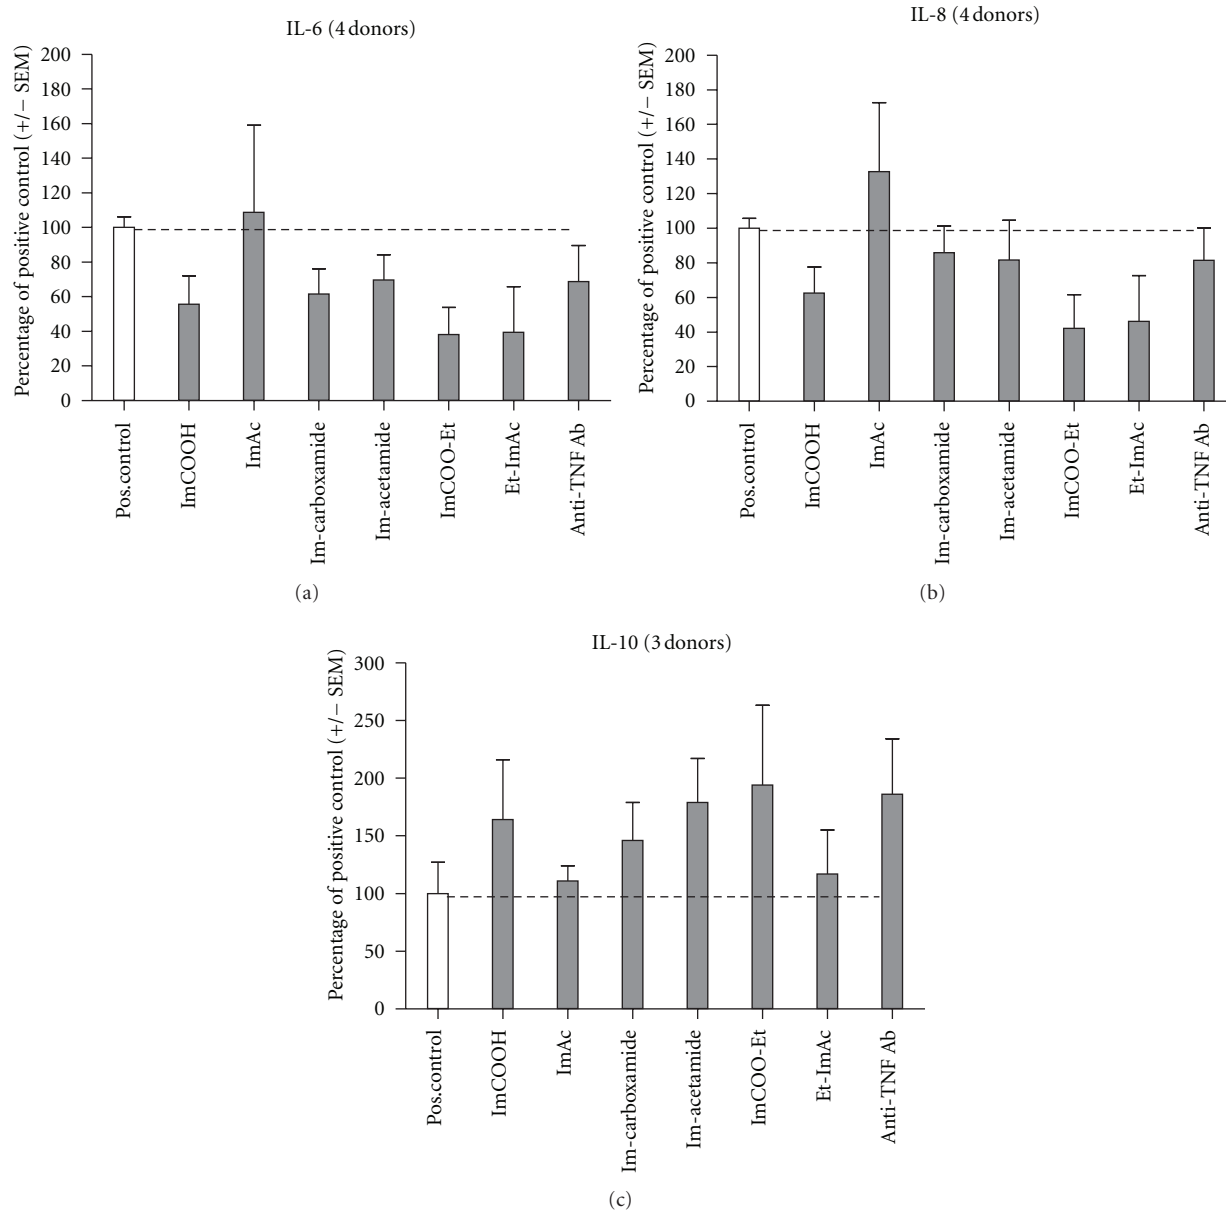 IL-6 (4 donors)
Percentage of positive control (+/− SEM)
200
180
160
140
120
100
80
60
40
20
0
Pos.control
ImCOOH
ImAc
Im-carboxamide
Im-acetamide
ImCOO-Et
Et-ImAc
Anti-TNF Ab
(a)
IL-8 (4 donors)
Percentage of positive control (+/− SEM)
200
180
160
140
120
100
80
60
40
20
0
Pos.control
ImCOOH
ImAc
Im-carboxamide
Im-acetamide
ImCOO-Et
Et-ImAc
Anti-TNF Ab
(b)
IL-10 (3 donors)
Percentage of positive control (+/− SEM)
300
250
200
150
100
50
0
Pos.control
ImCOOH
ImAc
Im-carboxamide
Im-acetamide
ImCOO-Et
Et-ImAc
Anti-TNF Ab
(c)